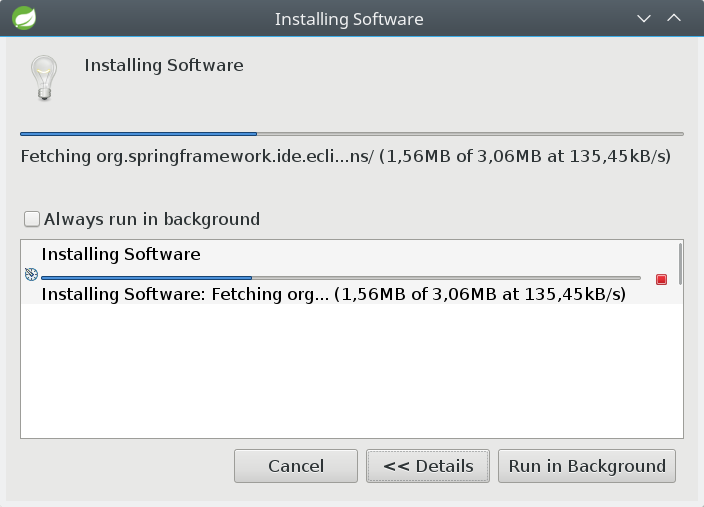 Installing Software
Installing Software
Fetching org.springframework.ide.ecli...ns/ (1,56MB of 3,06MB at 135,45kB/s)
Always run in background
Installing Software
Installing Software: Fetching org... (1,56MB of 3,06MB at 135,45kB/s)
Cancel
<< Details
Run in Background